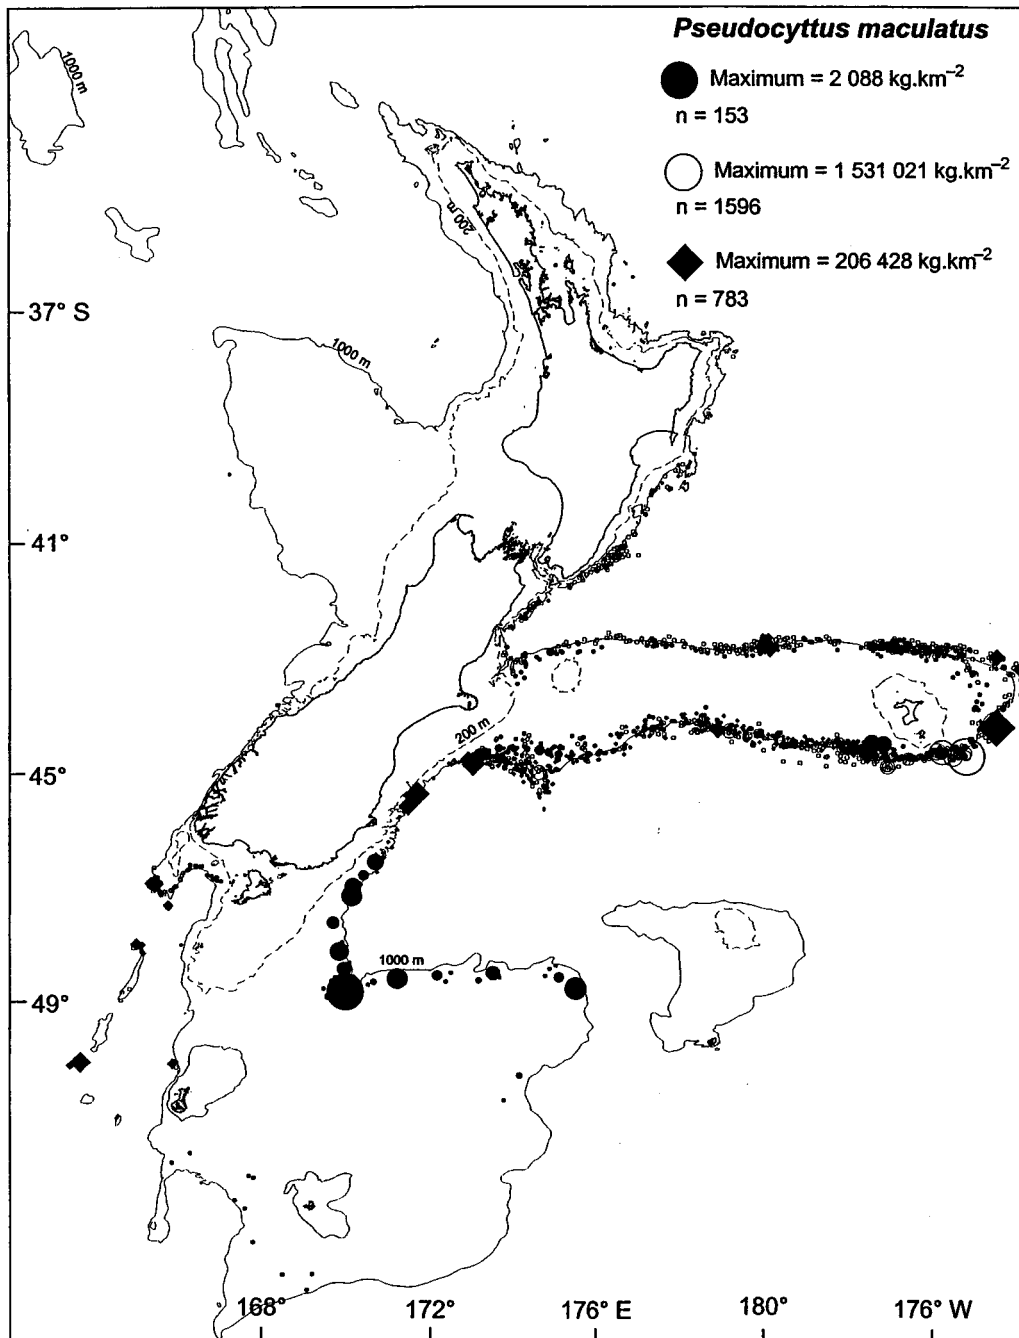 Pseudocyttus maculatus
Maximum = 2 088 kg.km⁻²
n = 153
Maximum = 1 531 021 kg.km⁻²
n = 1596
Maximum = 206 428 kg.km⁻²
n = 783
1000 m
200 m
37° S
1000 m
41°
200 m
45°
1000 m
49°
168°
172°
176° E
180°
176° W